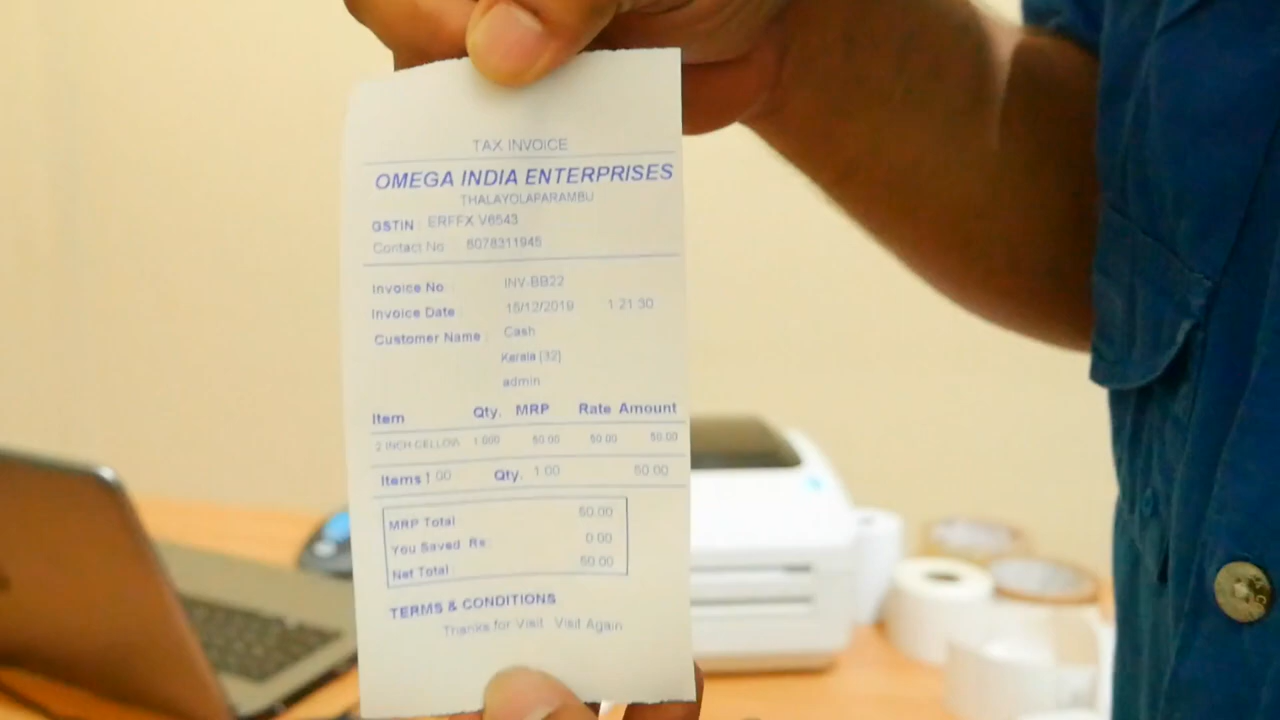 TAX INVOICE
OMEGA INDIA ENTERPRISES
THALAYOLAPARAMBU
GSTIN : ERFFX V6543
Contact No 8078311945
Invoice No INV-BB22
Invoice Date 15/12/2019 1 21 30
Customer Name : Cash
Kerala [32]
admin
Item Qty. MRP Rate Amount
2 INCH CELLOW 1.000 50.00 50.00 50.00
Items 1.00 Qty. 1.00 50.00
MRP Total 50.00
You Saved Rs: 0.00
Net Total 50.00
TERMS & CONDITIONS
Thanks for Visit Visit Again